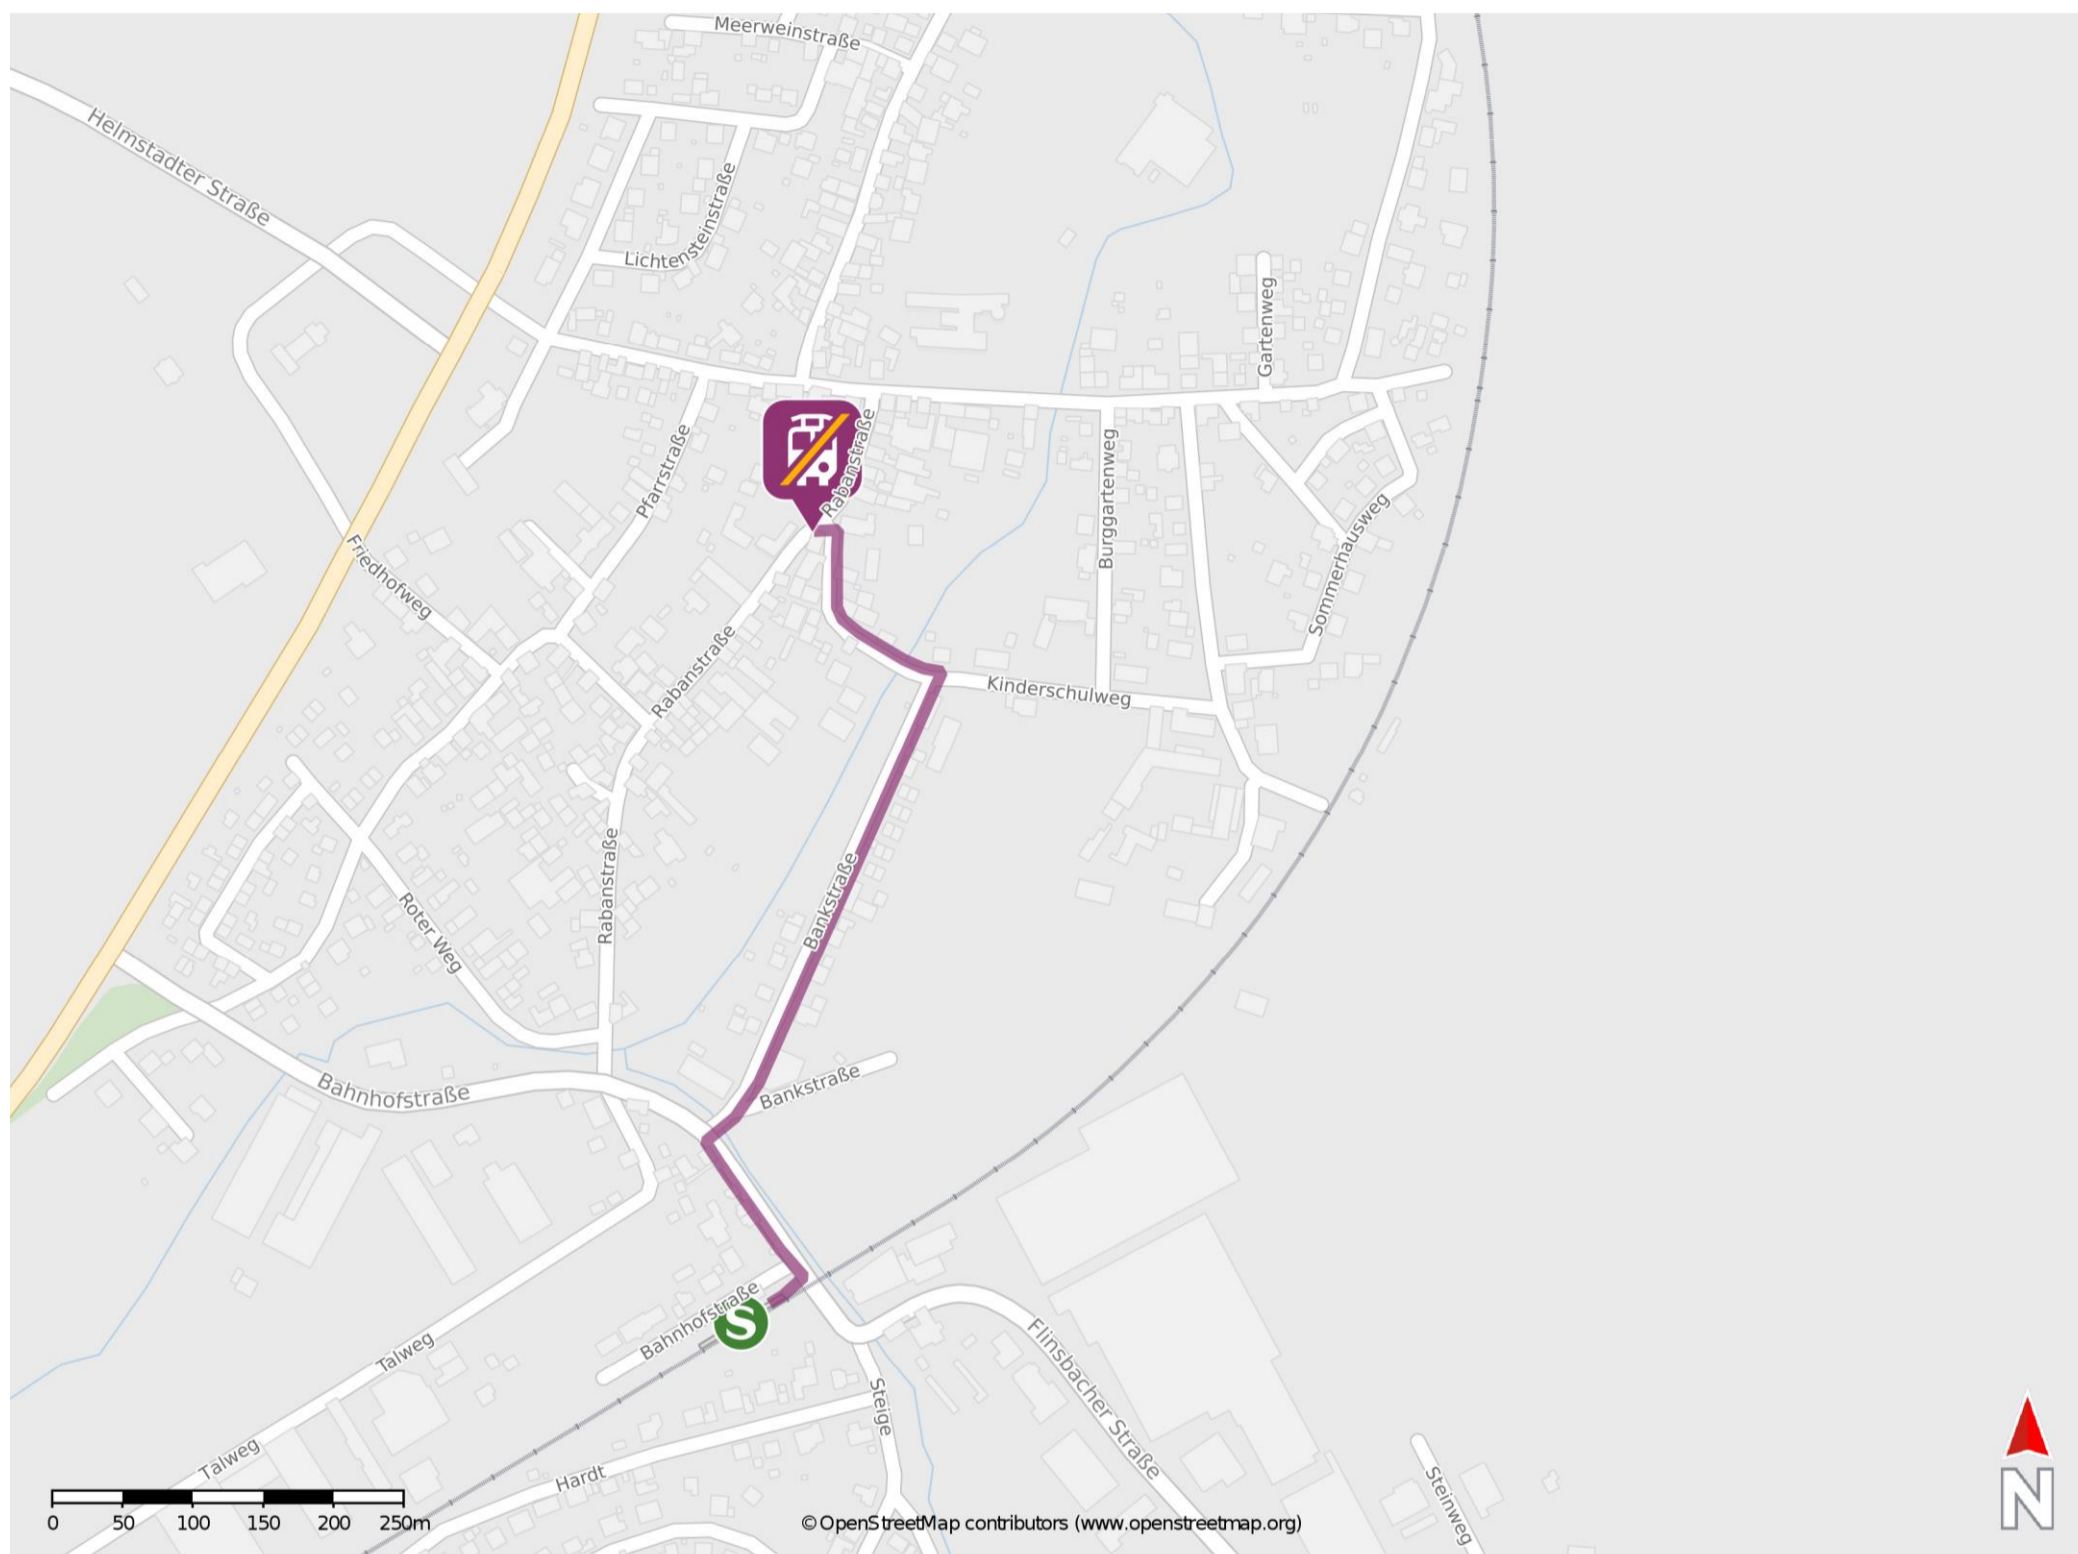 Meerweinstraße
Helmstadter Straße
Lichtensteinstraße
Gartenweg
Rabanstraße
Pfarrstraße
Burggartenweg
Sommerhausweg
Friedhofweg
Rabanstraße
Kinderschulweg
Rabanstraße
Bankstraße
Roter Weg
Bankstraße
Bahnhofstraße
Bahnhofstraße
S
Talweg
Flinsbacher Straße
Steige
Talweg
Hardt
Steinweg
N
0 50 100 150 200 250m
© OpenStreetMap contributors (www.openstreetmap.org)